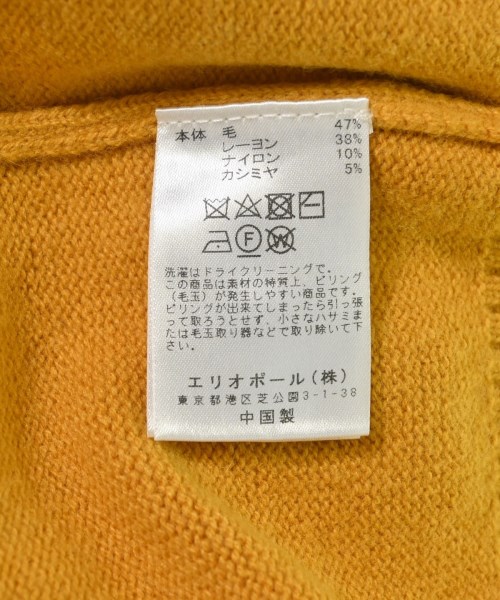 本体 毛 47%
レーヨン 38%
ナイロン 10%
カシミヤ 5%
F W
洗濯はドライクリーニングで。
この商品は素材の特質上、ピリング
(毛玉)が発生しやすい商品です。
ピリングが出来てしまったら引っ張
って取ろうとせず、小さなハサミま
たは毛玉取り器などで取り除いて下
さい。
エリオポール(株)
東京都港区芝公園3-1-38
中国製